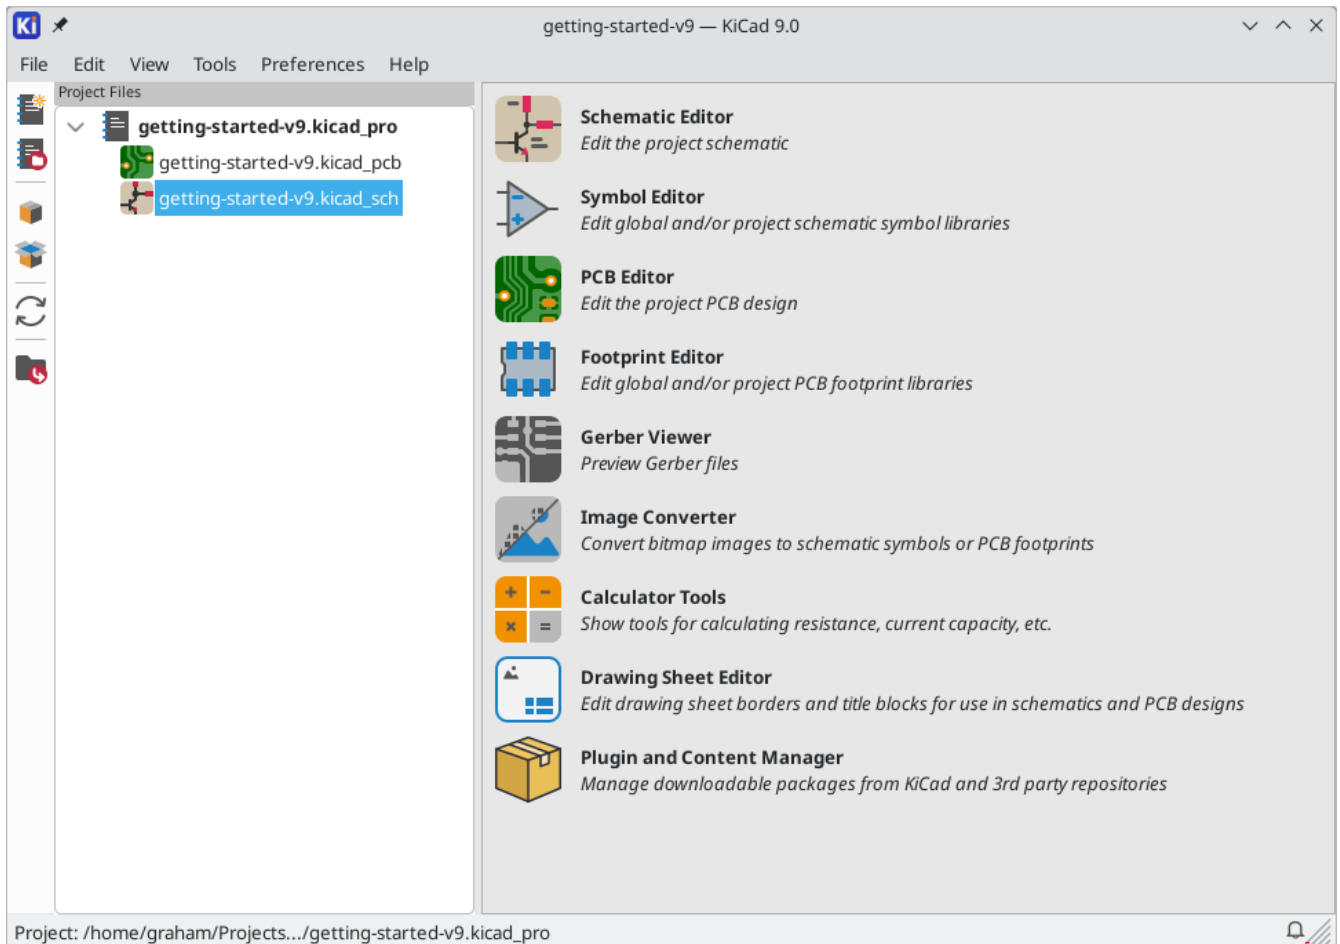 Ki
getting-started-v9 — KiCad 9.0
File Edit View Tools Preferences Help
Project Files
getting-started-v9.kicad_pro
getting-started-v9.kicad_pcb
getting-started-v9.kicad_sch
Schematic Editor
Edit the project schematic
Symbol Editor
Edit global and/or project schematic symbol libraries
PCB Editor
Edit the project PCB design
Footprint Editor
Edit global and/or project PCB footprint libraries
Gerber Viewer
Preview Gerber files
Image Converter
Convert bitmap images to schematic symbols or PCB footprints
Calculator Tools
Show tools for calculating resistance, current capacity, etc.
Drawing Sheet Editor
Edit drawing sheet borders and title blocks for use in schematics and PCB designs
Plugin and Content Manager
Manage downloadable packages from KiCad and 3rd party repositories
Project: /home/graham/Projects.../getting-started-v9.kicad_pro